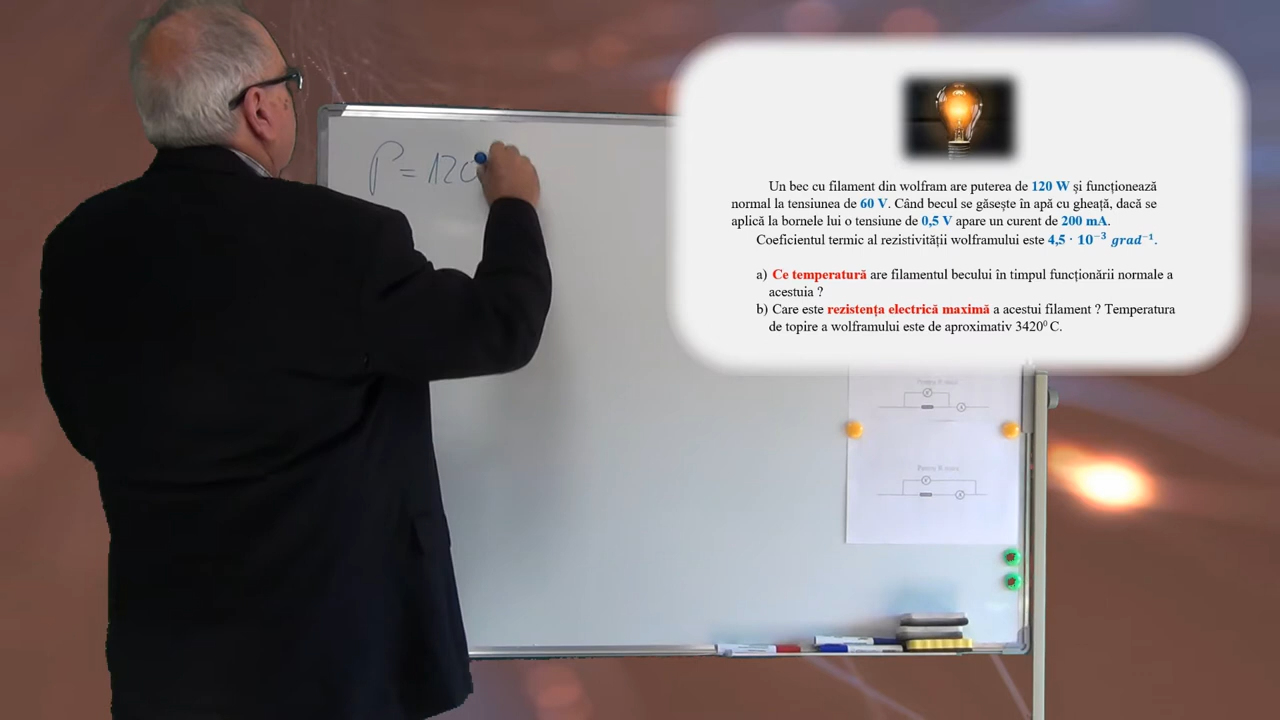 P = 120
Un bec cu filament din wolfram are puterea de 120 W și funcționează
normal la tensiunea de 60 V. Când becul se găsește în apă cu gheață, dacă se
aplică la bornele lui o tensiune de 0,5 V apare un curent de 200 mA.
Coeficientul termic al rezistivității wolframului este 4,5 · 10⁻³ grad⁻¹.
a) Ce temperatură are filamentul becului în timpul funcționării normale a
acestuia ?
b) Care este rezistența electrică maximă a acestui filament ? Temperatura
de topire a wolframului este de aproximativ 3420⁰ C.